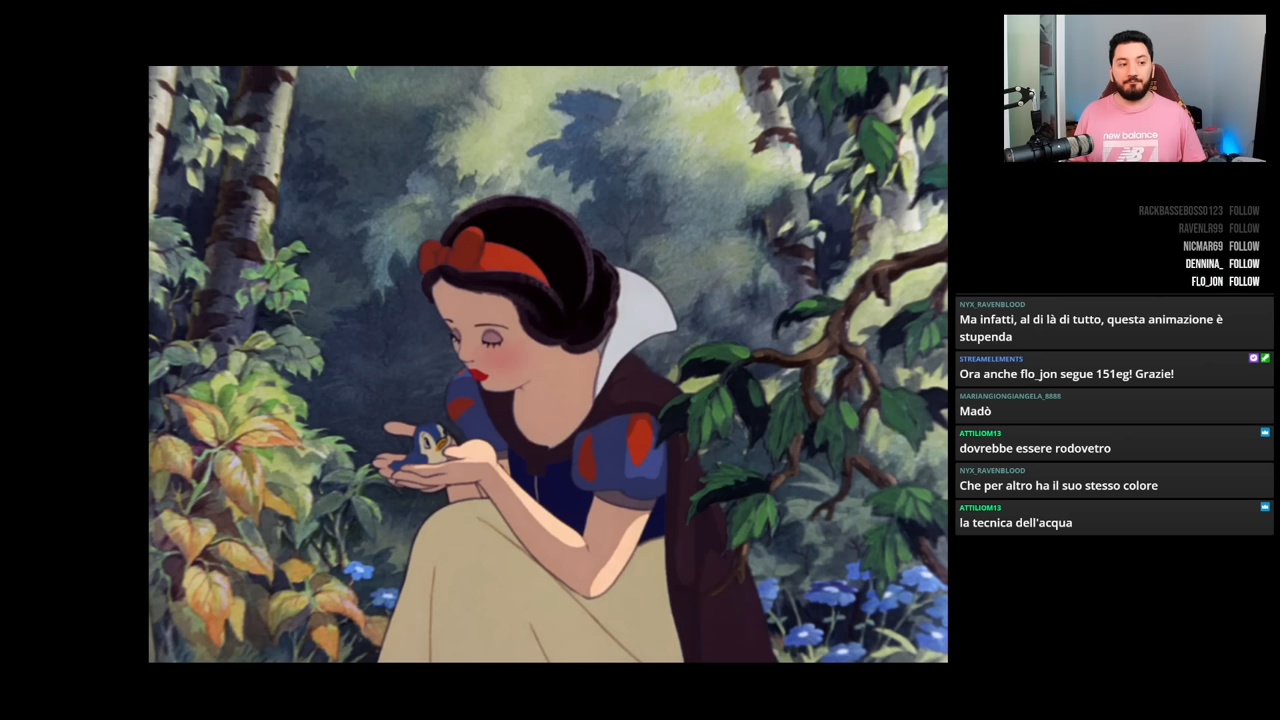 new balance
NB
RACKBASSEBOSSO123 FOLLOW
RAVENLR99 FOLLOW
NICMAR69 FOLLOW
DENNINA_ FOLLOW
FLO_JON FOLLOW
NYX_RAVENBLOOD
Ma infatti, al di là di tutto, questa animazione è
stupenda
STREAMELEMENTS
Ora anche flo_jon segue 151eg! Grazie!
MARIANGIONGIANGELA_8888
Madò
ATTILIOM13
dovrebbe essere rodovetro
NYX_RAVENBLOOD
Che per altro ha il suo stesso colore
ATTILIOM13
la tecnica dell'acqua